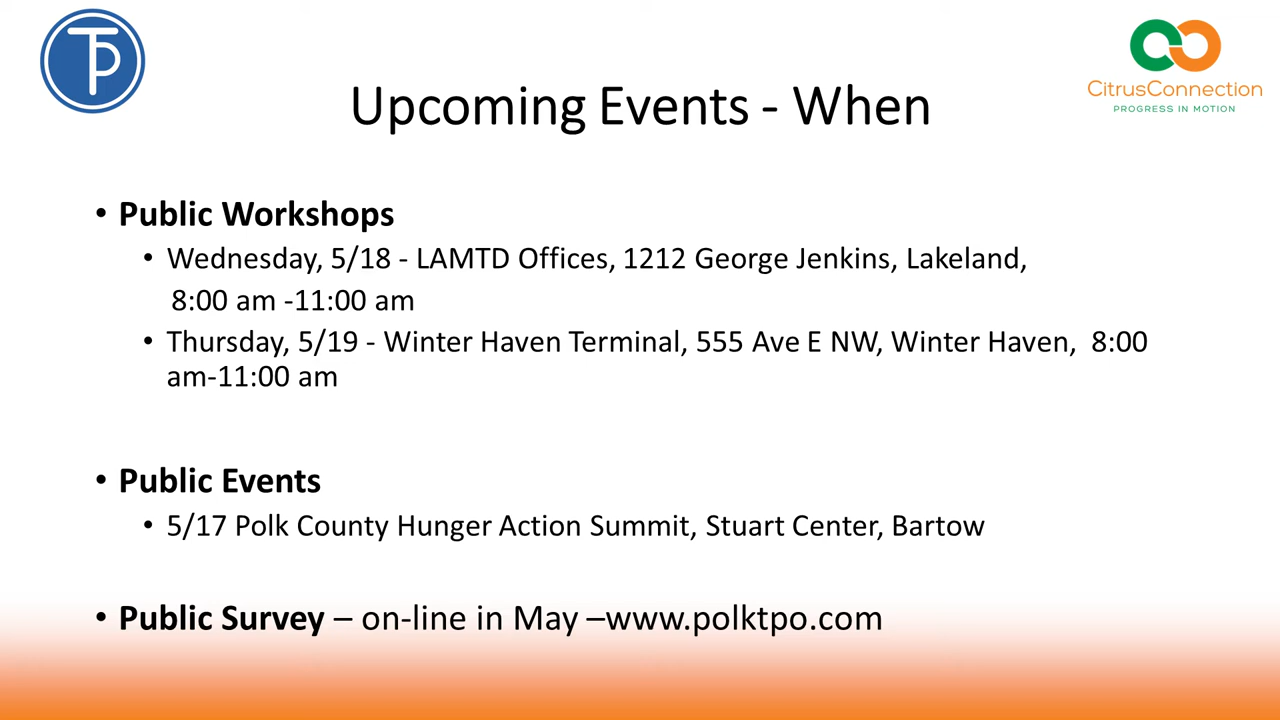 TP
CitrusConnection
PROGRESS IN MOTION
Upcoming Events - When
• Public Workshops
• Wednesday, 5/18 - LAMTD Offices, 1212 George Jenkins, Lakeland,
8:00 am -11:00 am
• Thursday, 5/19 - Winter Haven Terminal, 555 Ave E NW, Winter Haven,  8:00
am-11:00 am
• Public Events
• 5/17 Polk County Hunger Action Summit, Stuart Center, Bartow
• Public Survey – on-line in May –www.polktpo.com